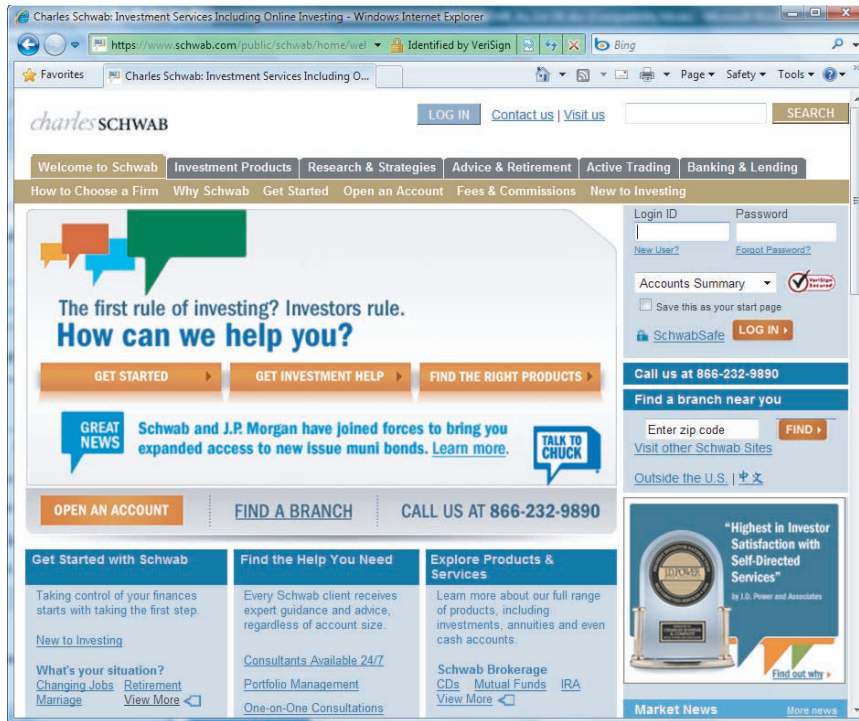 Charles Schwab: Investment Services Including Online Investing - Windows Internet Explorer
https://www.schwab.com/public/schwab/home/wel
Identified by VeriSign
Bing
Favorites
Charles Schwab: Investment Services Including O...
Page Safety Tools
charles SCHWAB
LOG IN Contact us | Visit us
SEARCH
Welcome to Schwab Investment Products Research & Strategies Advice & Retirement Active Trading Banking & Lending
How to Choose a Firm Why Schwab Get Started Open an Account Fees & Commissions New to Investing
The first rule of investing? Investors rule.
How can we help you?
GET STARTED GET INVESTMENT HELP FIND THE RIGHT PRODUCTS
GREAT NEWS
Schwab and J.P. Morgan have joined forces to bring you
expanded access to new issue muni bonds. Learn more.
TALK TO
CHUCK
OPEN AN ACCOUNT FIND A BRANCH CALL US AT 866-232-9890
Get Started with Schwab
Taking control of your finances
starts with taking the first step.
New to Investing
What's your situation?
Changing Jobs Retirement
Marriage View More
Find the Help You Need
Every Schwab client receives
expert guidance and advice,
regardless of account size.
Consultants Available 24/7
Portfolio Management
One-on-One Consultations
Explore Products &
Services
Learn more about our full range
of products, including
investments, annuities and even
cash accounts.
Schwab Brokerage
CDs Mutual Funds IRA
View More
Login ID Password
New User? Forgot Password?
Accounts Summary
VeriSign
Secured
Save this as your start page
SchwabSafe LOG IN
Call us at 866-232-9890
Find a branch near you
Enter zip code FIND
Visit other Schwab Sites
Outside the U.S. | 中文
"Highest in Investor
Satisfaction with
Self-Directed
Services"
by J.D. Power and Associates
J.D. POWER
Find out why
Market News More news